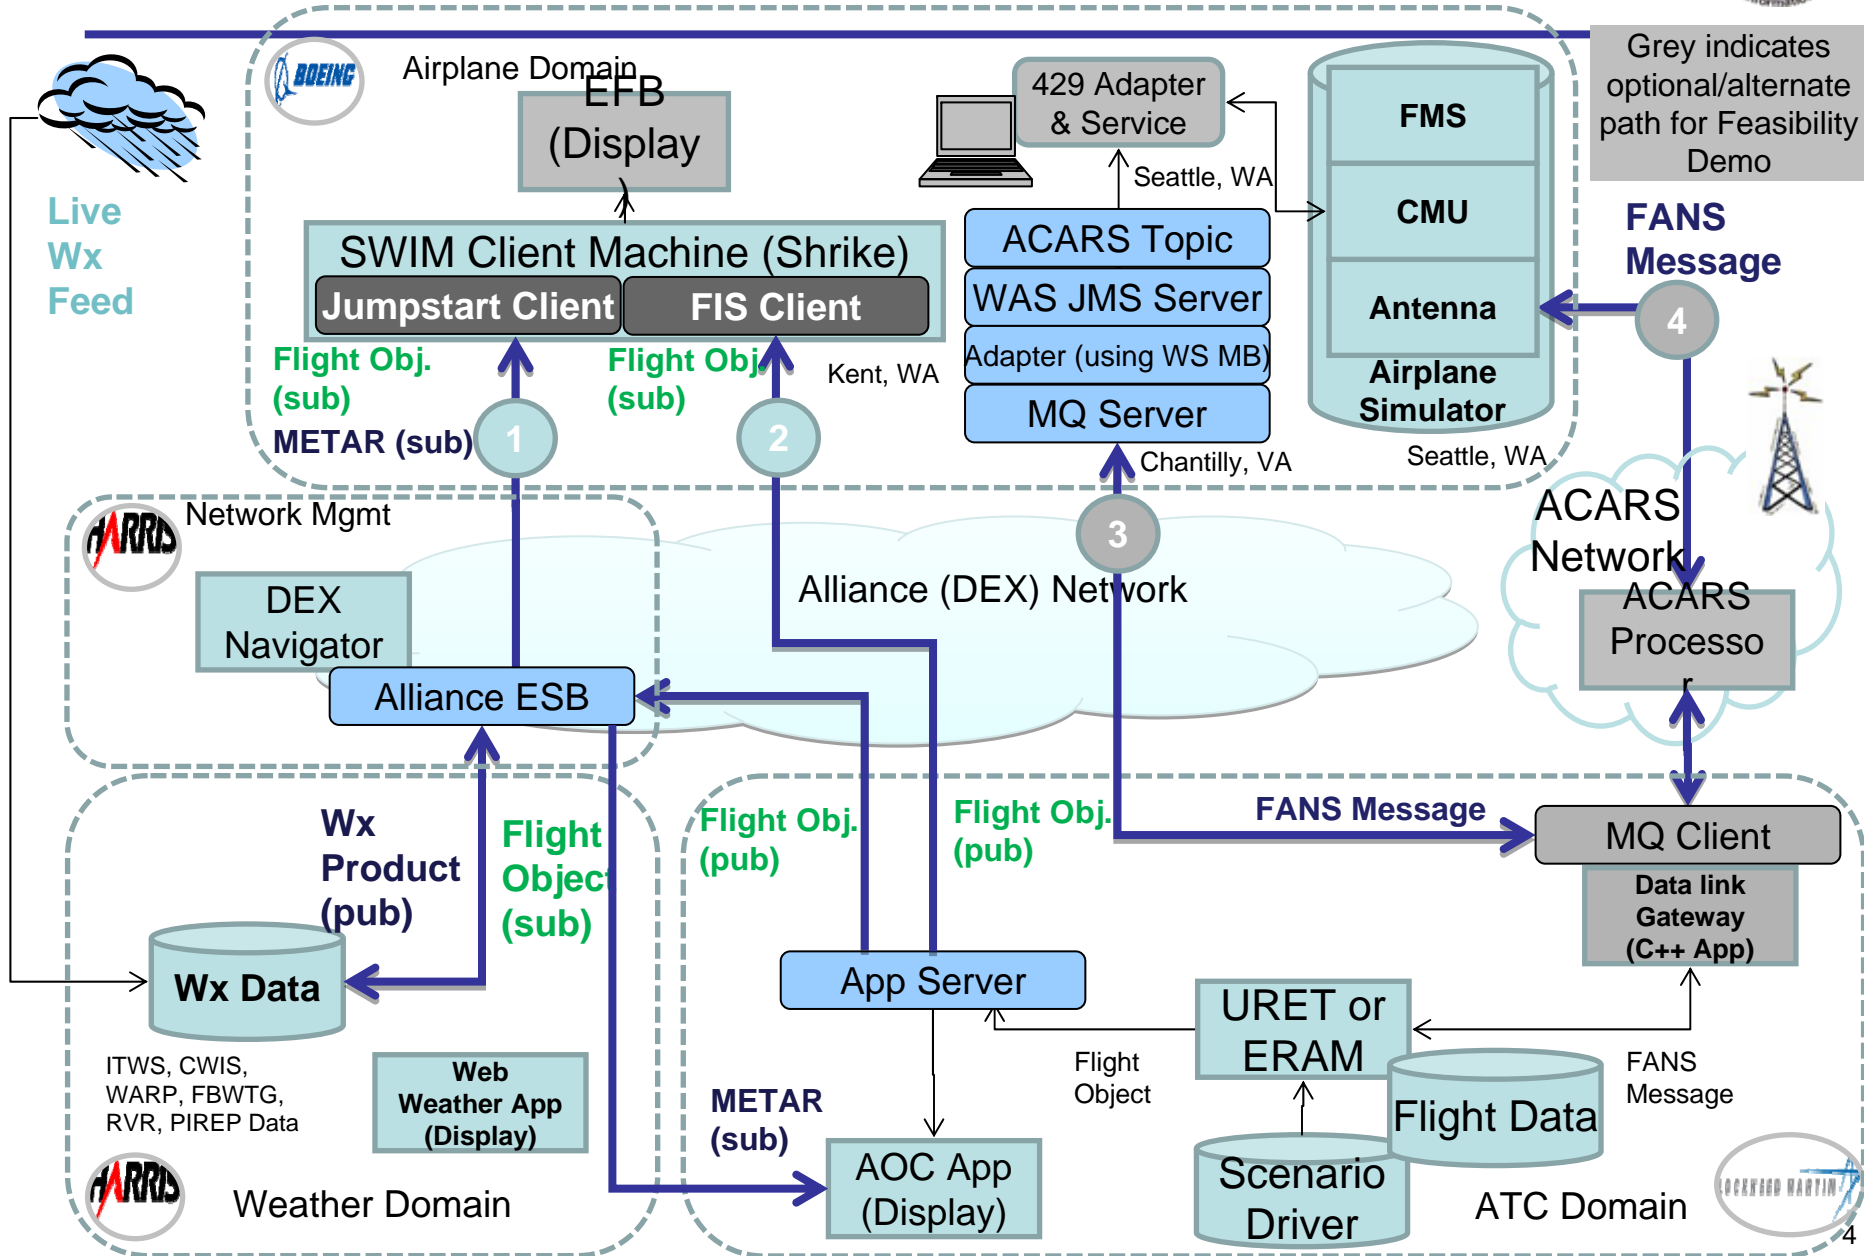 Grey indicates
optional/alternate
path for Feasibility
Demo
BOEING
Airplane Domain
EFB
(Display
)
429 Adapter
& Service
Seattle, WA
FMS
CMU
Antenna
Airplane
Simulator
Seattle, WA
Live
Wx
Feed
SWIM Client Machine (Shrike)
Jumpstart Client
FIS Client
ACARS Topic
WAS JMS Server
Adapter (using WS MB)
MQ Server
Chantilly, VA
FANS
Message
4
Flight Obj.
(sub)
METAR (sub)
1
Flight Obj.
(sub)
2
Kent, WA
3
HARRIS
Network Mgmt
DEX
Navigator
Alliance ESB
Alliance (DEX) Network
ACARS
Network
ACARS
Processo
r
Wx
Product
(pub)
Flight
Object
(sub)
Flight Obj.
(pub)
Flight Obj.
(pub)
FANS Message
MQ Client
Data link
Gateway
(C++ App)
Wx Data
ITWS, CWIS,
WARP, FBWTG,
RVR, PIREP Data
Web
Weather App
(Display)
HARRIS
Weather Domain
App Server
METAR
(sub)
AOC App
(Display)
Flight
Object
URET or
ERAM
Flight Data
Scenario
Driver
FANS
Message
ATC Domain
LOCKHEED MARTIN
4